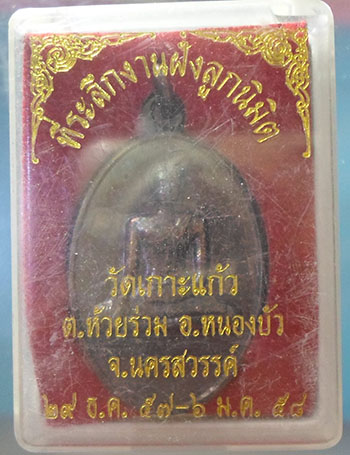 ที่ระลึกงานฝังลูกนิมิต
วัดเกาะแก้ว
ต.ห้วยร่วม อ.หนองบัว
จ.นครสวรรค์
๒๙ ธ.ค. ๕๗-๖ ม.ค. ๕๘